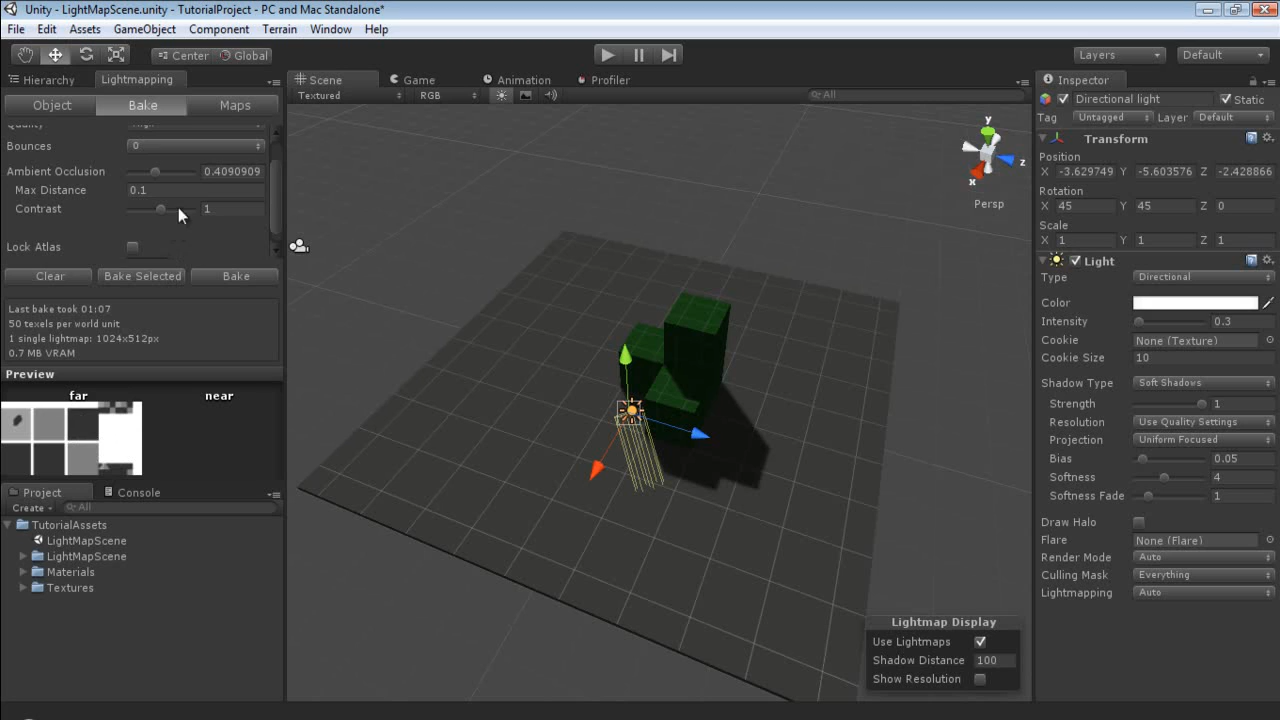 Unity - LightMapScene.unity - TutorialProject - PC and Mac Standalone*
File Edit Assets GameObject Component Terrain Window Help
Center Global Layers Default
Hierarchy Lightmapping
Object Bake Maps
Quality High
Bounces 0
Ambient Occlusion 0.4090909
Max Distance 0.1
Contrast 1
Lock Atlas
Clear Bake Selected Bake
Last bake took 01:07
50 texels per world unit
1 single lightmap: 1024x512px
0.7 MB VRAM
Preview
far near
Project Console
Create All
TutorialAssets
LightMapScene
LightMapScene
Materials
Textures
Scene Game Animation Profiler
Textured RGB All
y
z
x
Persp
Lightmap Display
Use Lightmaps
Shadow Distance 100
Show Resolution
Inspector
Directional light Static
Tag Untagged Layer Default
Transform
Position
X -3.629749 Y -5.603576 Z -2.428866
Rotation
X 45 Y 45 Z 0
Scale
X 1 Y 1 Z 1
Light
Type Directional
Color
Intensity 0.3
Cookie None (Texture)
Cookie Size 10
Shadow Type Soft Shadows
Strength 1
Resolution Use Quality Settings
Projection Uniform Focused
Bias 0.05
Softness 4
Softness Fade 1
Draw Halo
Flare None (Flare)
Render Mode Auto
Culling Mask Everything
Lightmapping Auto